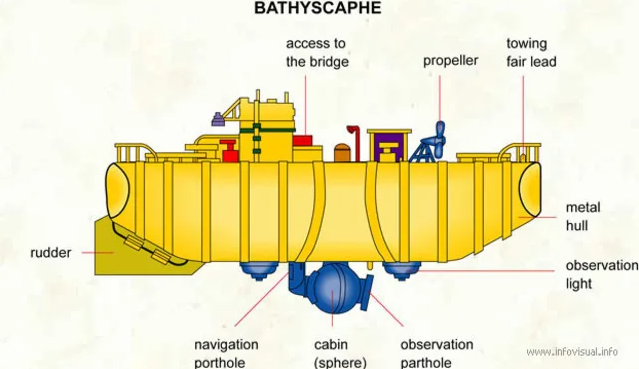 BATHYSCAPHE
access to
the bridge
propeller
towing
fair lead
metal
hull
rudder
observation
light
navigation
porthole
cabin
(sphere)
observation
parthole
www.infovisual.info